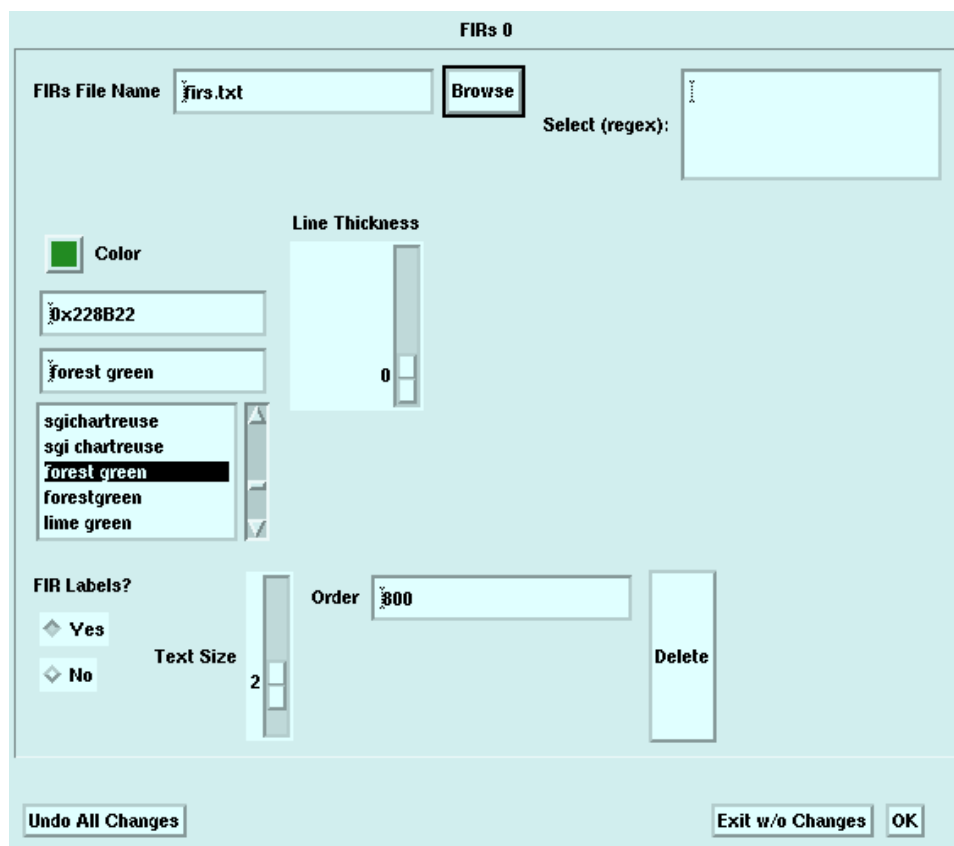 FIRs 0
FIRs File Name firs.txt Browse
Select (regex):
Line Thickness
Color
0x228B22
forest green
0
sgichartreuse
sgi chartreuse
forest green
forestgreen
lime green
FIR Labels?
Yes
No
Text Size
2
Order 800
Delete
Undo All Changes
Exit w/o Changes OK